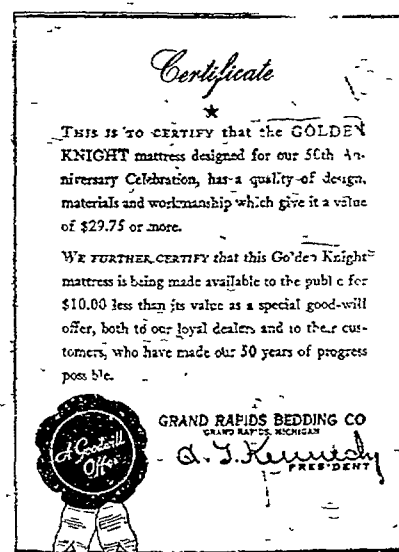 Certificate
THIS IS TO CERTIFY that the GOLDEN
KNIGHT mattress designed for our 50th An-
niversary Celebration, has a quality of design,
materials and workmanship which give it a value
of $29.75 or more.
WE FURTHER CERTIFY that this Golden Knight
mattress is being made available to the public for
$10.00 less than its value as a special good-will
offer, both to our loyal dealers and to their cus-
tomers, who have made our 50 years of progress
possible.
A Goodwill
Offer
GRAND RAPIDS BEDDING CO
GRAND RAPIDS, MICHIGAN
A. F. Kennedy
PRESIDENT